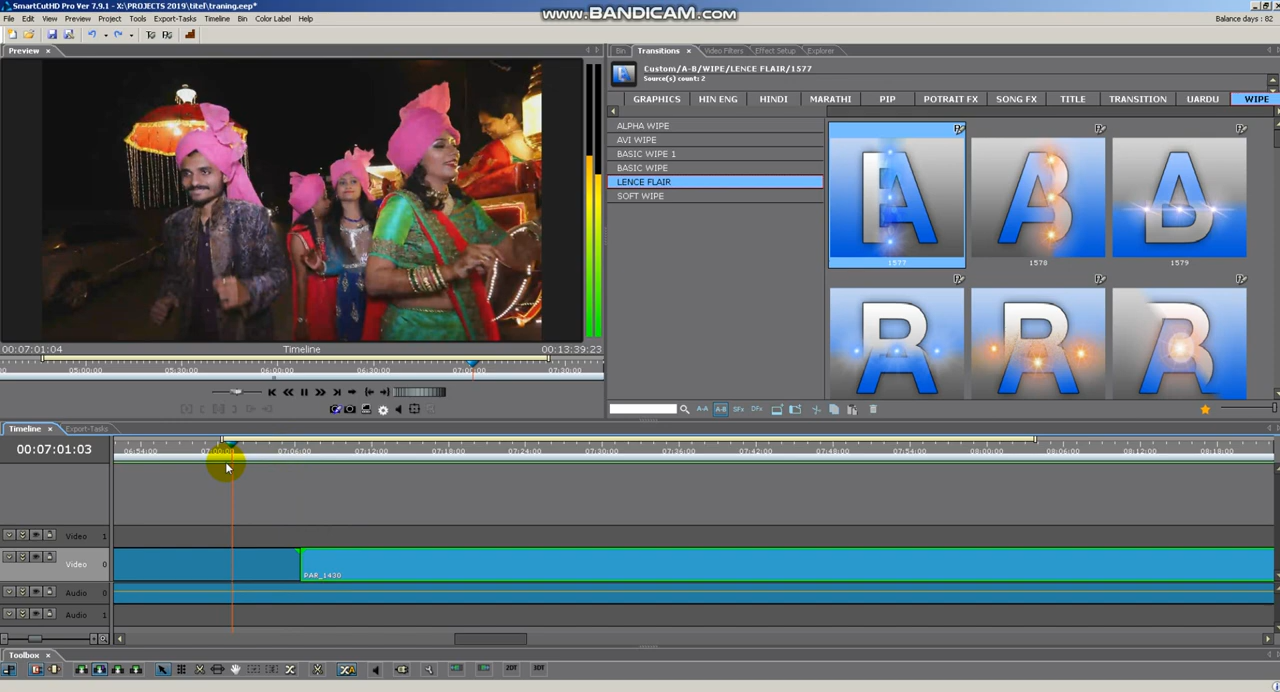 SmartCutHD Pro Ver 7.9.1 - X:\PROJECTS 2019\titel\traning.eep*
www.BANDICAM.com
File Edit View Preview Project Tools Export-Tasks Timeline Bin Color Label Help
Balance days : 82
Preview
Bin Transitions Video Filters Effect Setup Explorer
Custom/A-B/WIPE/LENCE FLAIR/1577
Source(s) count: 2
GRAPHICS HIN ENG HINDI MARATHI PIP POTRAIT FX SONG FX TITLE TRANSITION UARDU WIPE
ALPHA WIPE
AVI WIPE
BASIC WIPE 1
BASIC WIPE
LENCE FLAIR
SOFT WIPE
1577 1578 1579
00:07:01:04 Timeline 00:13:39:23
05:00:00 05:30:00 06:00:00 06:30:00 07:00:00 07:30:00
A-A A-B SFx DFx
Timeline Export-Tasks
00:07:01:03
06:54:00 07:00:00 07:06:00 07:12:00 07:18:00 07:24:00 07:30:00 07:36:00 07:42:00 07:48:00 07:54:00 08:00:00 08:06:00 08:12:00 08:18:00
Video 1
Video 0
PAR_1430
Audio 0
Audio 1
Toolbox
XA 2DT 3DT